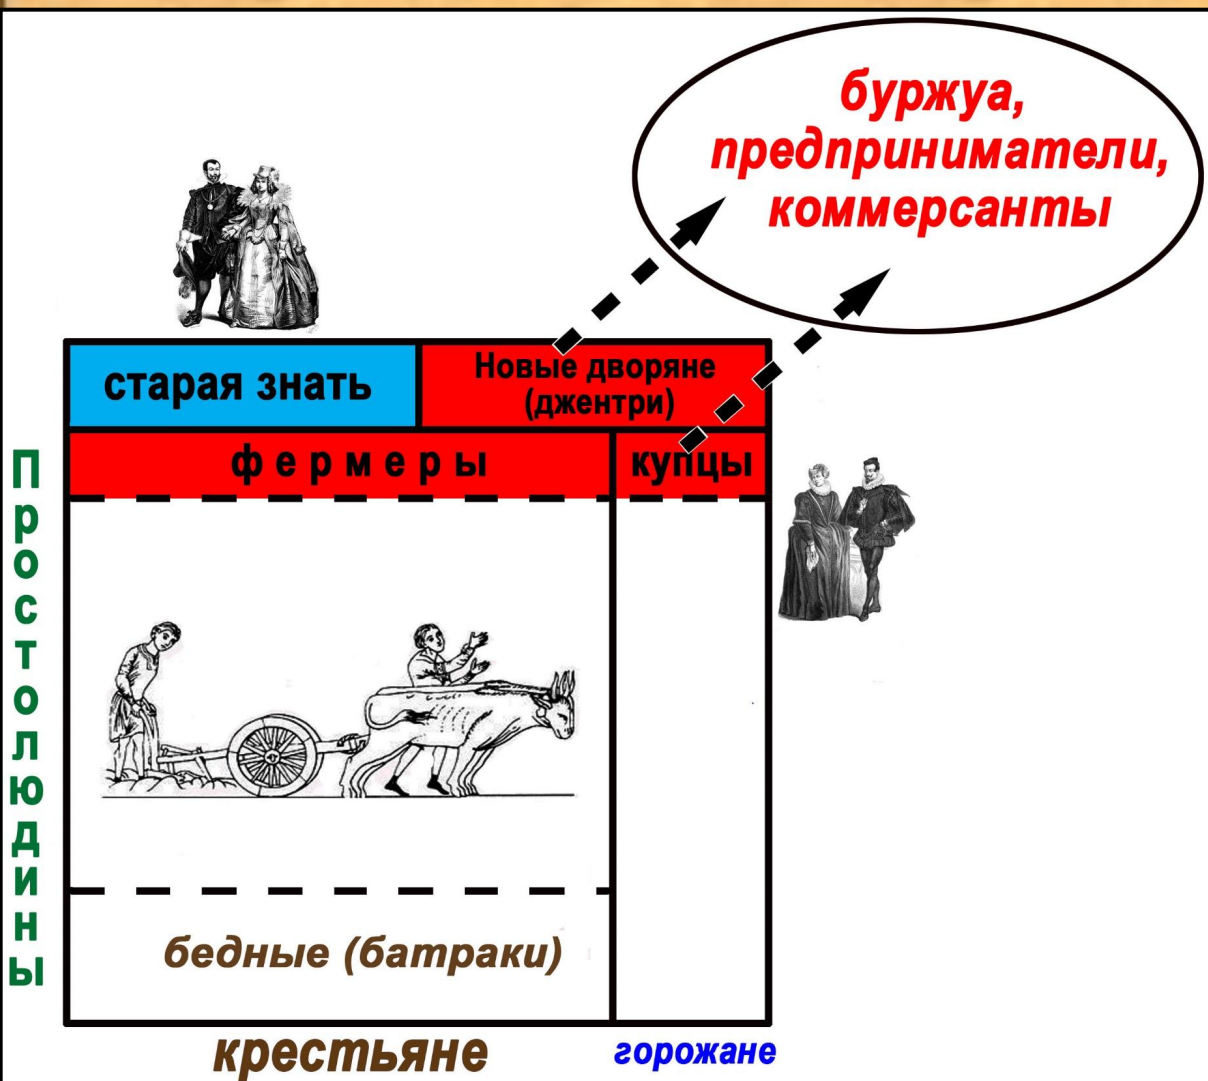 буржуа,
предприниматели,
коммерсанты
старая знать
Новые дворяне
(джентри)
фермеры
купцы
Простолюдины
бедные (батраки)
крестьяне
горожане